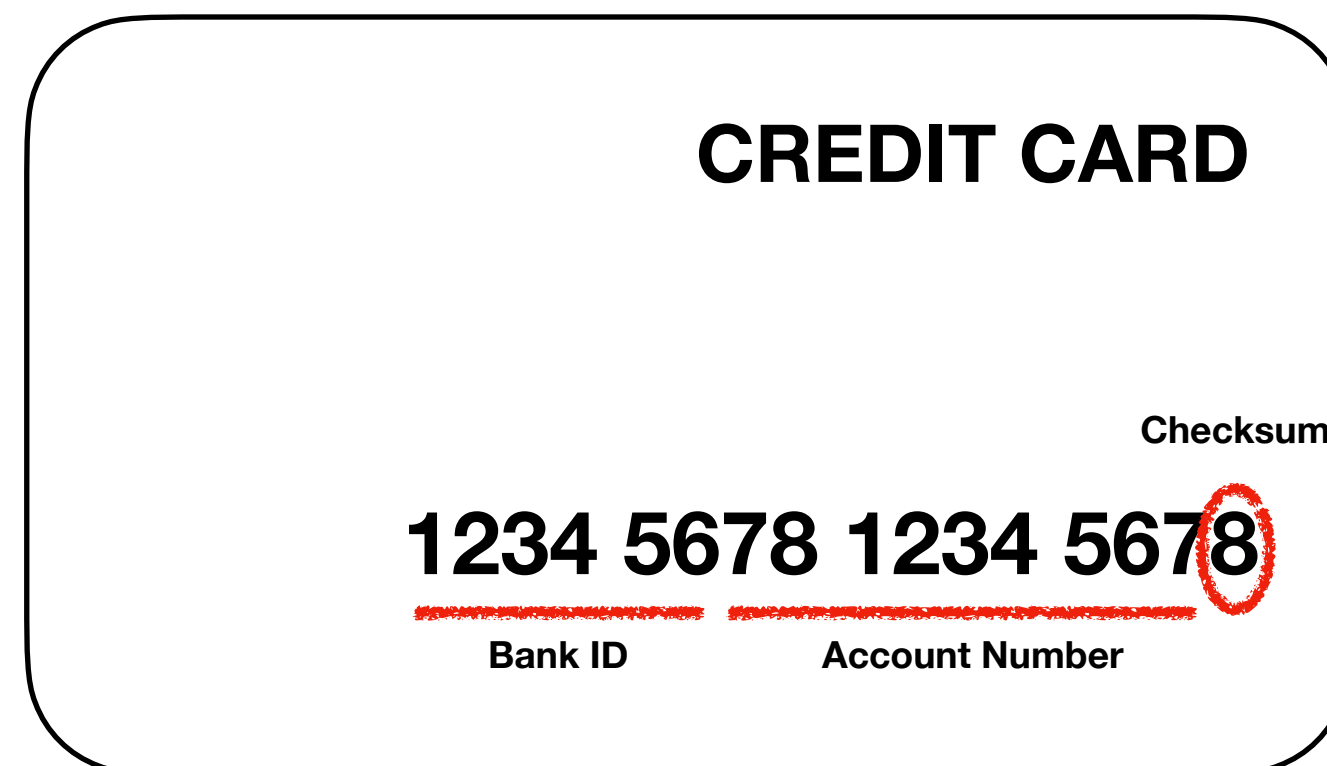 CREDIT CARD
Checksum
1234 5678 1234 5678
Bank ID
Account Number